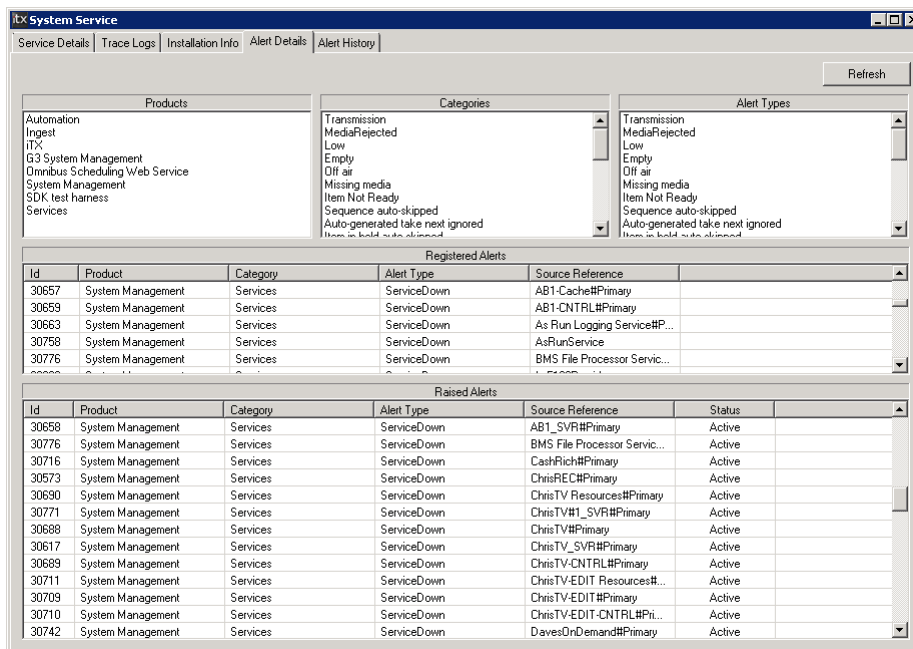 itx System Service
Service Details Trace Logs Installation Info Alert Details Alert History
Refresh
Products Categories Alert Types
Automation
Ingest
iTX
G3 System Management
Omnibus Scheduling Web Service
System Management
SDK test harness
Services
Transmission
MediaRejected
Low
Empty
Off air
Missing media
Item Not Ready
Sequence auto-skipped
Auto-generated take next ignored
Item in hold auto-skipped
Transmission
MediaRejected
Low
Empty
Off air
Missing media
Item Not Ready
Sequence auto-skipped
Auto-generated take next ignored
Item in hold auto-skipped
Registered Alerts
Id Product Category Alert Type Source Reference
30657 System Management Services ServiceDown AB1-Cache#Primary
30659 System Management Services ServiceDown AB1-CNTRL#Primary
30663 System Management Services ServiceDown As Run Logging Service#P...
30758 System Management Services ServiceDown AsRunService
30776 System Management Services ServiceDown BMS File Processor Servic...
Raised Alerts
Id Product Category Alert Type Source Reference Status
30658 System Management Services ServiceDown AB1_SVR#Primary Active
30776 System Management Services ServiceDown BMS File Processor Servic... Active
30716 System Management Services ServiceDown CashRich#Primary Active
30573 System Management Services ServiceDown ChrisREC#Primary Active
30690 System Management Services ServiceDown ChrisTV Resources#Primary Active
30771 System Management Services ServiceDown ChrisTV#1_SVR#Primary Active
30688 System Management Services ServiceDown ChrisTV#Primary Active
30617 System Management Services ServiceDown ChrisTV_SVR#Primary Active
30689 System Management Services ServiceDown ChrisTV-CNTRL#Primary Active
30711 System Management Services ServiceDown ChrisTV-EDIT Resources#... Active
30709 System Management Services ServiceDown ChrisTV-EDIT#Primary Active
30710 System Management Services ServiceDown ChrisTV-EDIT-CNTRL#Pri... Active
30742 System Management Services ServiceDown DavesOnDemand#Primary Active